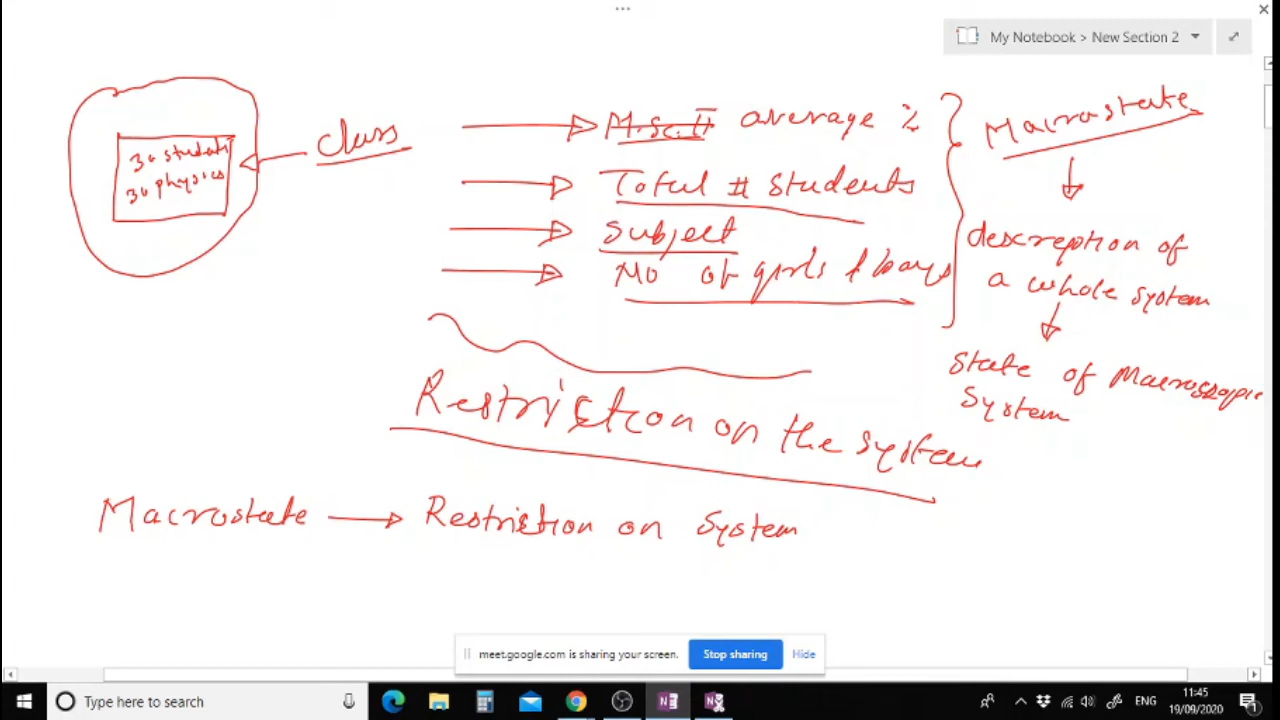 ...
My Notebook > New Section 2
30 students
30 physics
class
M.Sc.II average %
Total # students
Subject
No of girls & boys
Macrostate
descreption of
a whole system
State of Macroscopic
System
Restriction on the system
Macrostate → Restriction on System
meet.google.com is sharing your screen.
Stop sharing
Hide
Type here to search
ENG
11:45
19/09/2020
1